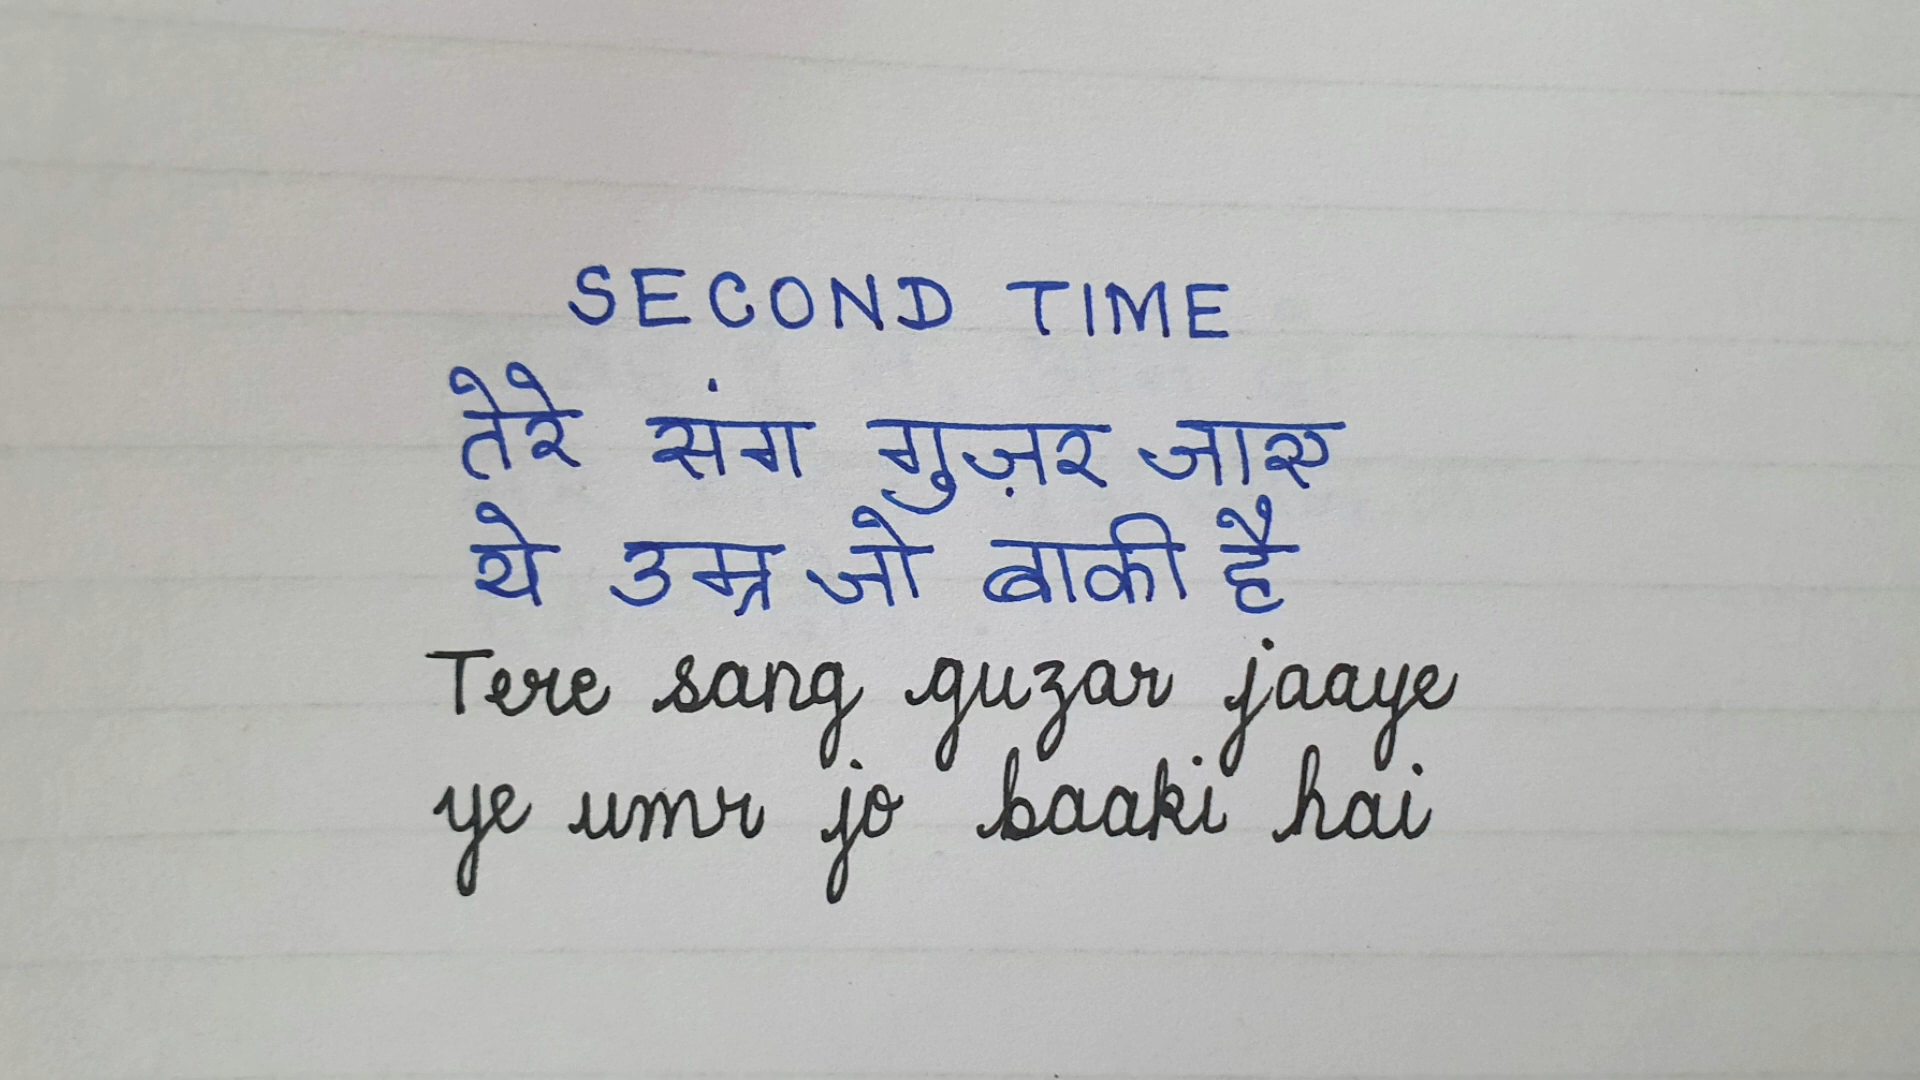 SECOND TIME
तेरे संग गुज़र जाए
ये उम्र जो बाकी है
Tere sang guzar jaaye
ye umr jo baaki hai